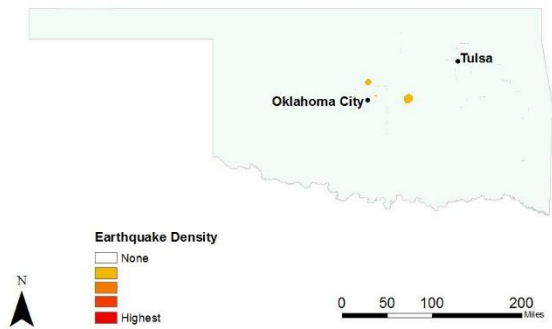 Tulsa
Oklahoma City
Earthquake Density
None
Highest
N
0 50 100 200
Miles